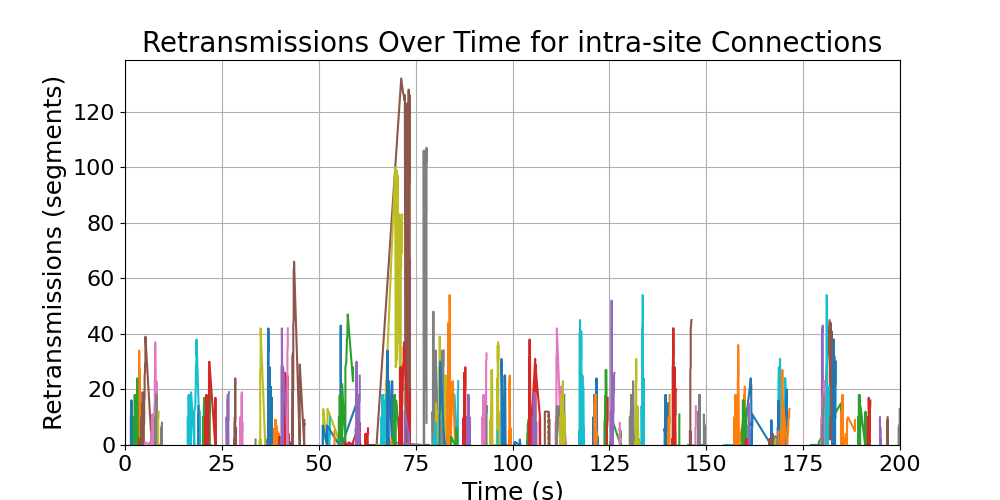 Retransmissions Over Time for intra-site Connections
Retransmissions (segments)
120
100
80
60
40
20
0
0 25 50 75 100 125 150 175 200
Time (s)